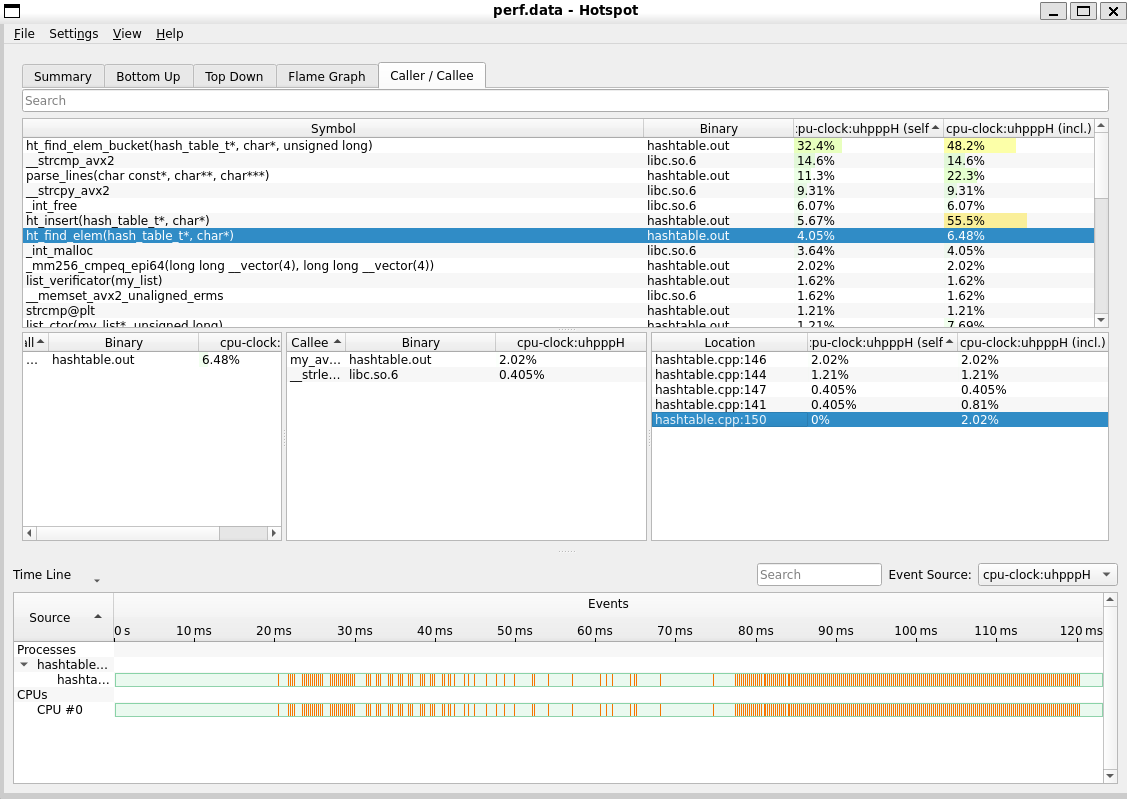 perf.data - Hotspot
File Settings View Help
Summary Bottom Up Top Down Flame Graph Caller / Callee
Search
Symbol Binary :pu-clock:uhpppH (self cpu-clock:uhpppH (incl.)
ht_find_elem_bucket(hash_table_t*, char*, unsigned long) hashtable.out 32.4% 48.2%
__strcmp_avx2 libc.so.6 14.6% 14.6%
parse_lines(char const*, char**, char***) hashtable.out 11.3% 22.3%
__strcpy_avx2 libc.so.6 9.31% 9.31%
_int_free libc.so.6 6.07% 6.07%
ht_insert(hash_table_t*, char*) hashtable.out 5.67% 55.5%
ht_find_elem(hash_table_t*, char*) hashtable.out 4.05% 6.48%
_int_malloc libc.so.6 3.64% 4.05%
_mm256_cmpeq_epi64(long long __vector(4), long long __vector(4)) hashtable.out 2.02% 2.02%
list_verificator(my_list) hashtable.out 1.62% 1.62%
__memset_avx2_unaligned_erms libc.so.6 1.62% 1.62%
strcmp@plt hashtable.out 1.21% 1.21%
list_ctor(my_list*, unsigned long) hashtable.out 1.21% 7.69%
all Binary cpu-clock:
... hashtable.out 6.48%
Callee Binary cpu-clock:uhpppH
my_av... hashtable.out 2.02%
__strle... libc.so.6 0.405%
Location :pu-clock:uhpppH (self cpu-clock:uhpppH (incl.)
hashtable.cpp:146 2.02% 2.02%
hashtable.cpp:144 1.21% 1.21%
hashtable.cpp:147 0.405% 0.405%
hashtable.cpp:141 0.405% 0.81%
hashtable.cpp:150 0% 2.02%
Time Line Search Event Source: cpu-clock:uhpppH
Source Events
0 s 10 ms 20 ms 30 ms 40 ms 50 ms 60 ms 70 ms 80 ms 90 ms 100 ms 110 ms 120 ms
Processes
hashtable...
hashta...
CPUs
CPU #0